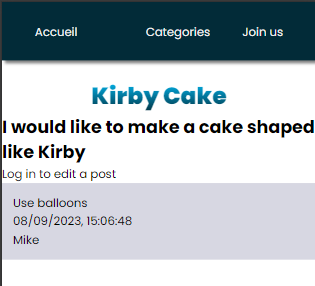 Accueil Categories Join us
Kirby Cake
I would like to make a cake shaped
like Kirby
Log in to edit a post
Use balloons
08/09/2023, 15:06:48
Mike